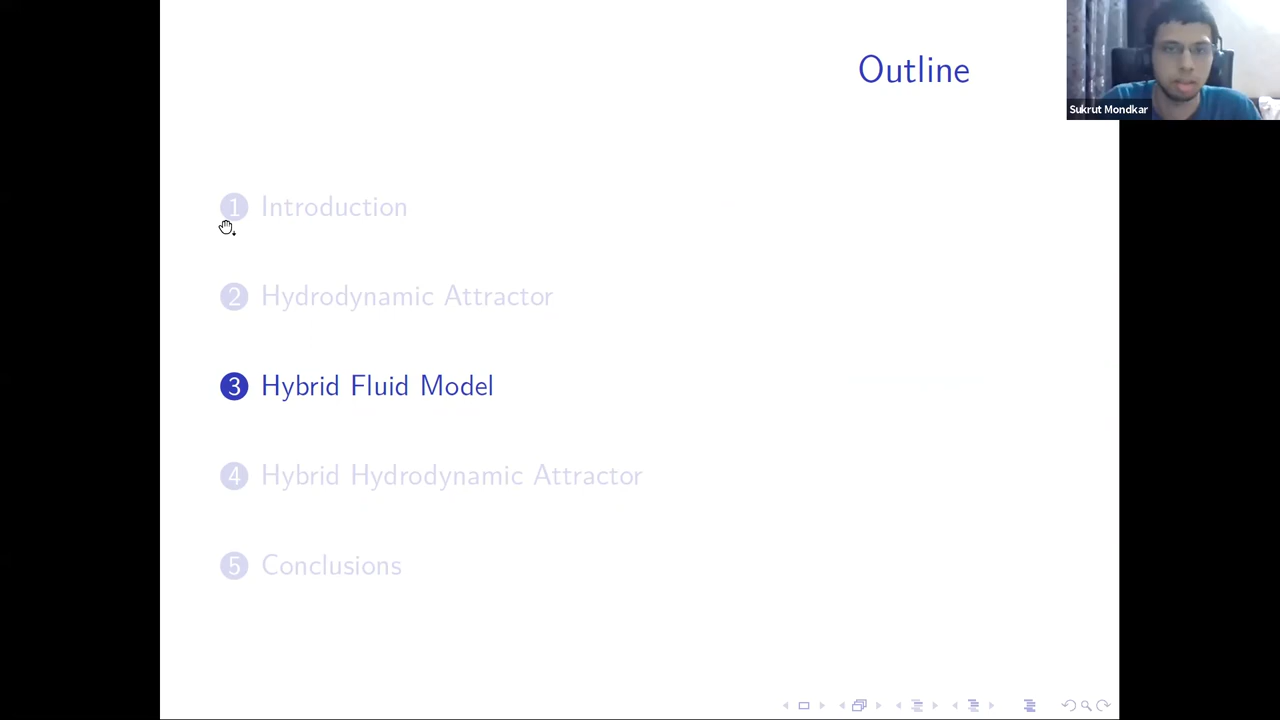 Outline
Sukrut Mondkar
1 Introduction
2 Hydrodynamic Attractor
3 Hybrid Fluid Model
4 Hybrid Hydrodynamic Attractor
5 Conclusions